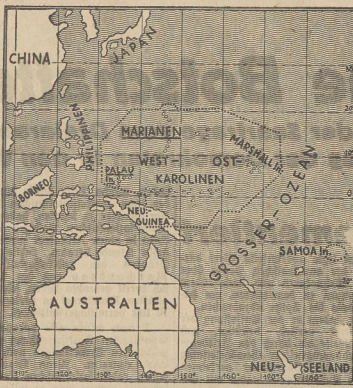 CHINA
JAPAN
PHILIPPINEN
MARIANEN
MARSHALL In.
WEST- OST-
PALAU In.
KAROLINEN
BORNEO
NEU-
GUINEA
GROSSER-OZEAN
SAMOA In.
AUSTRALIEN
NEU-SEELAND